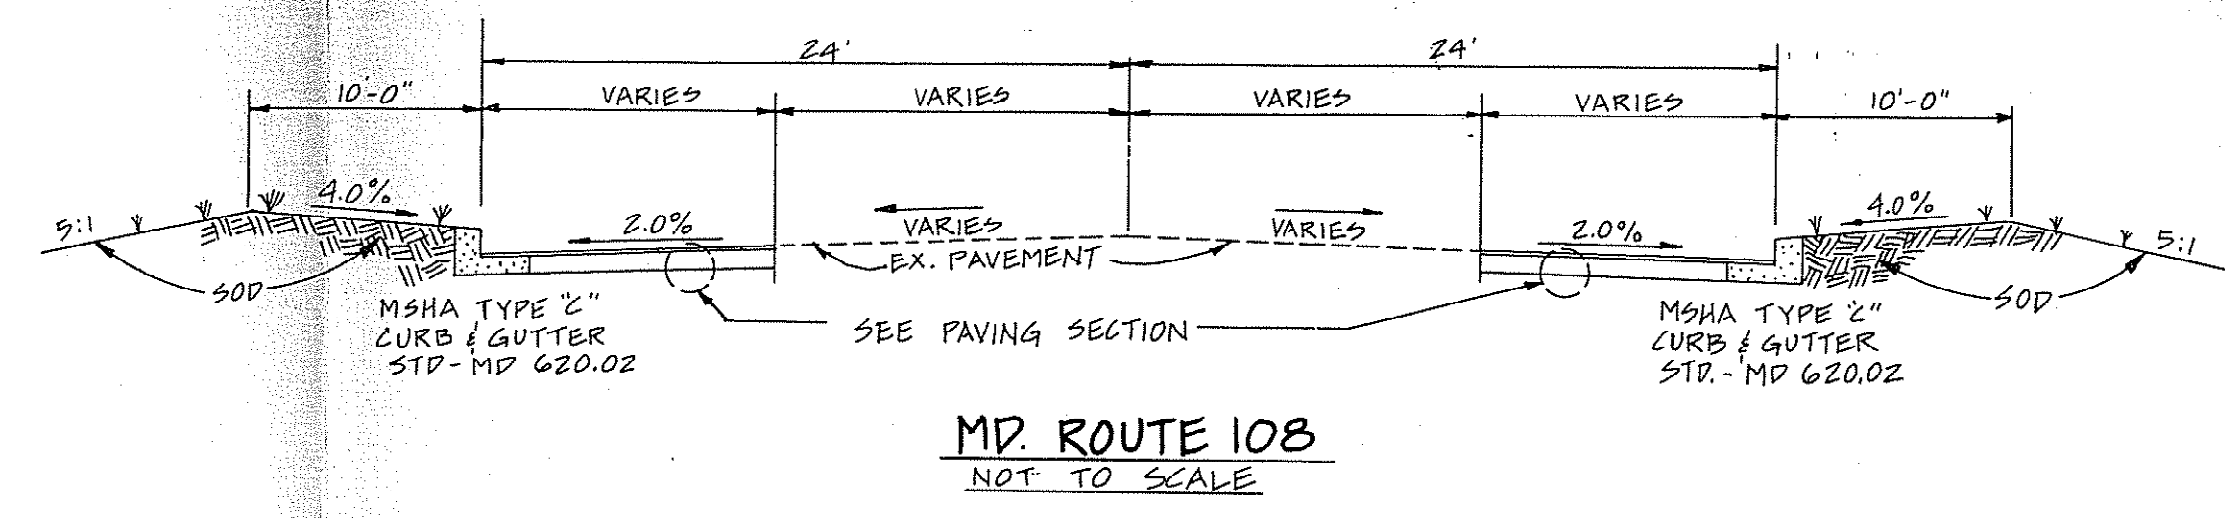 24'
24'
10'-0"
VARIES
VARIES
VARIES
VARIES
10'-0"
5:1
4.0%
2.0%
VARIES
VARIES
2.0%
4.0%
5:1
EX. PAVEMENT
SOD
SOD
MSHA TYPE "C"
CURB & GUTTER
STD-MD 620.02
SEE PAVING SECTION
MSHA TYPE "C"
CURB & GUTTER
STD.-MD 620.02
MD. ROUTE 108
NOT TO SCALE